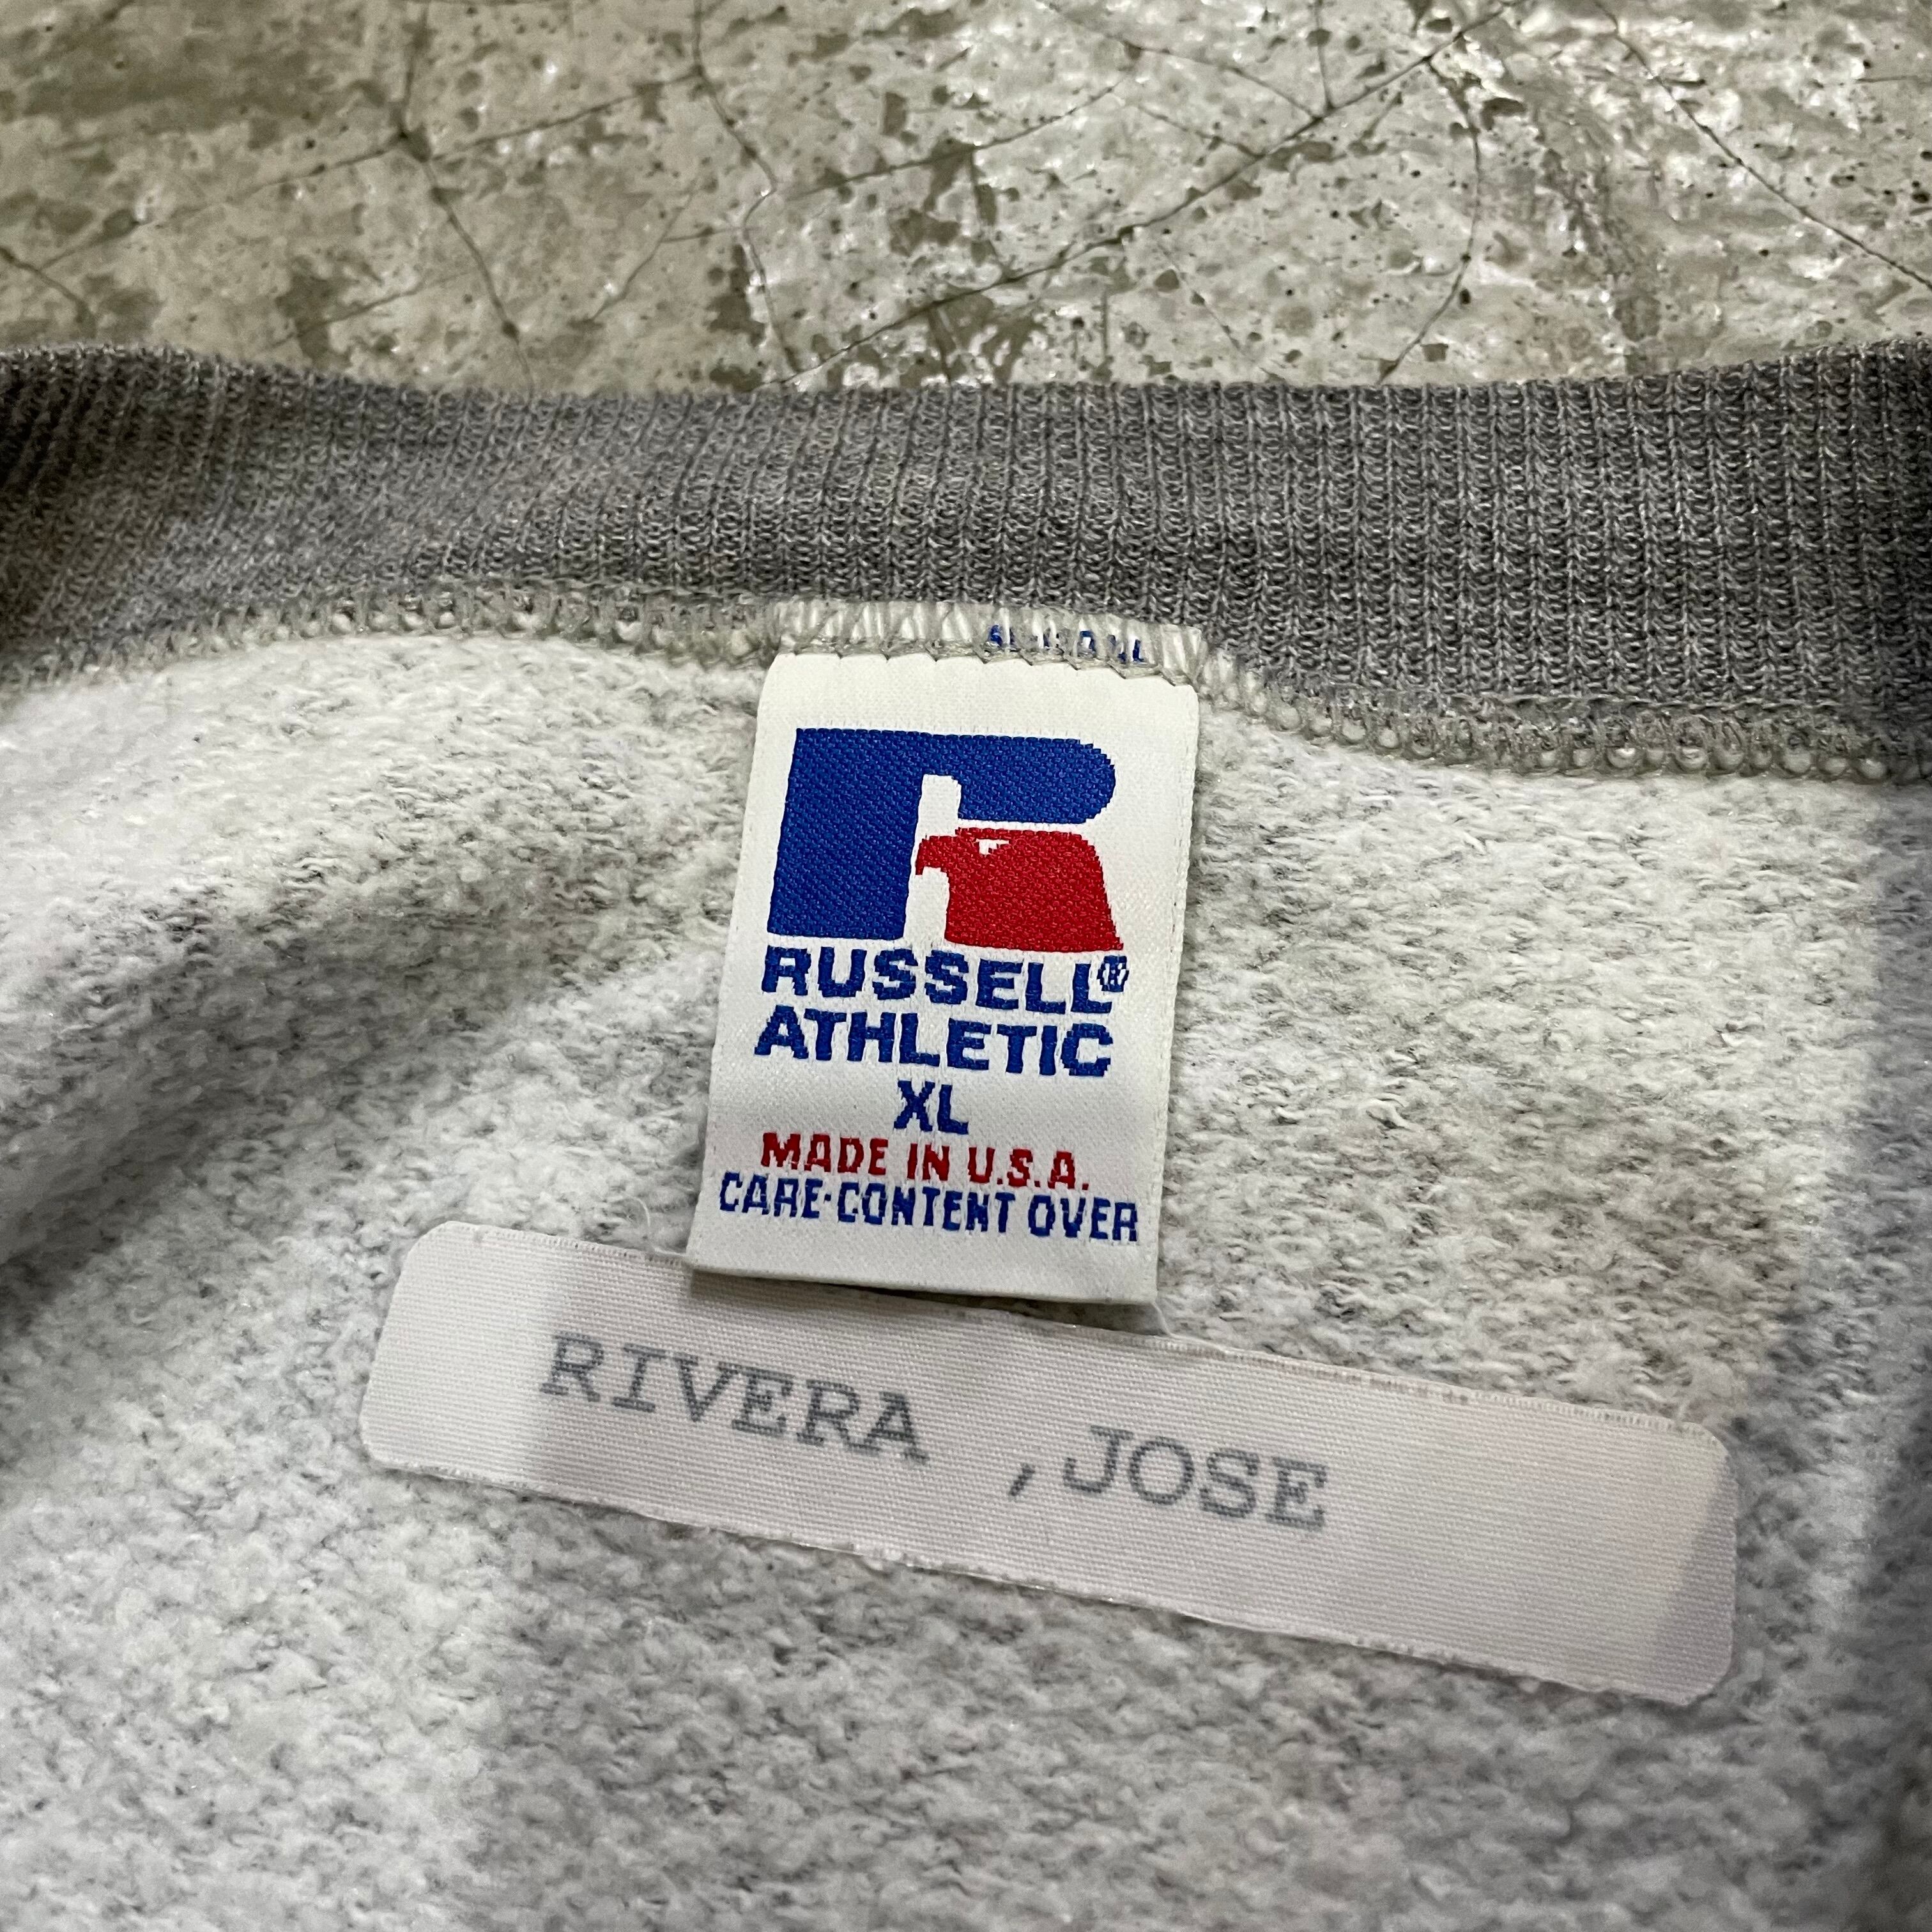 RUSSELL®
ATHLETIC
XL
MADE IN U.S.A.
CARE·CONTENT OVER
RIVERA ,JOSE